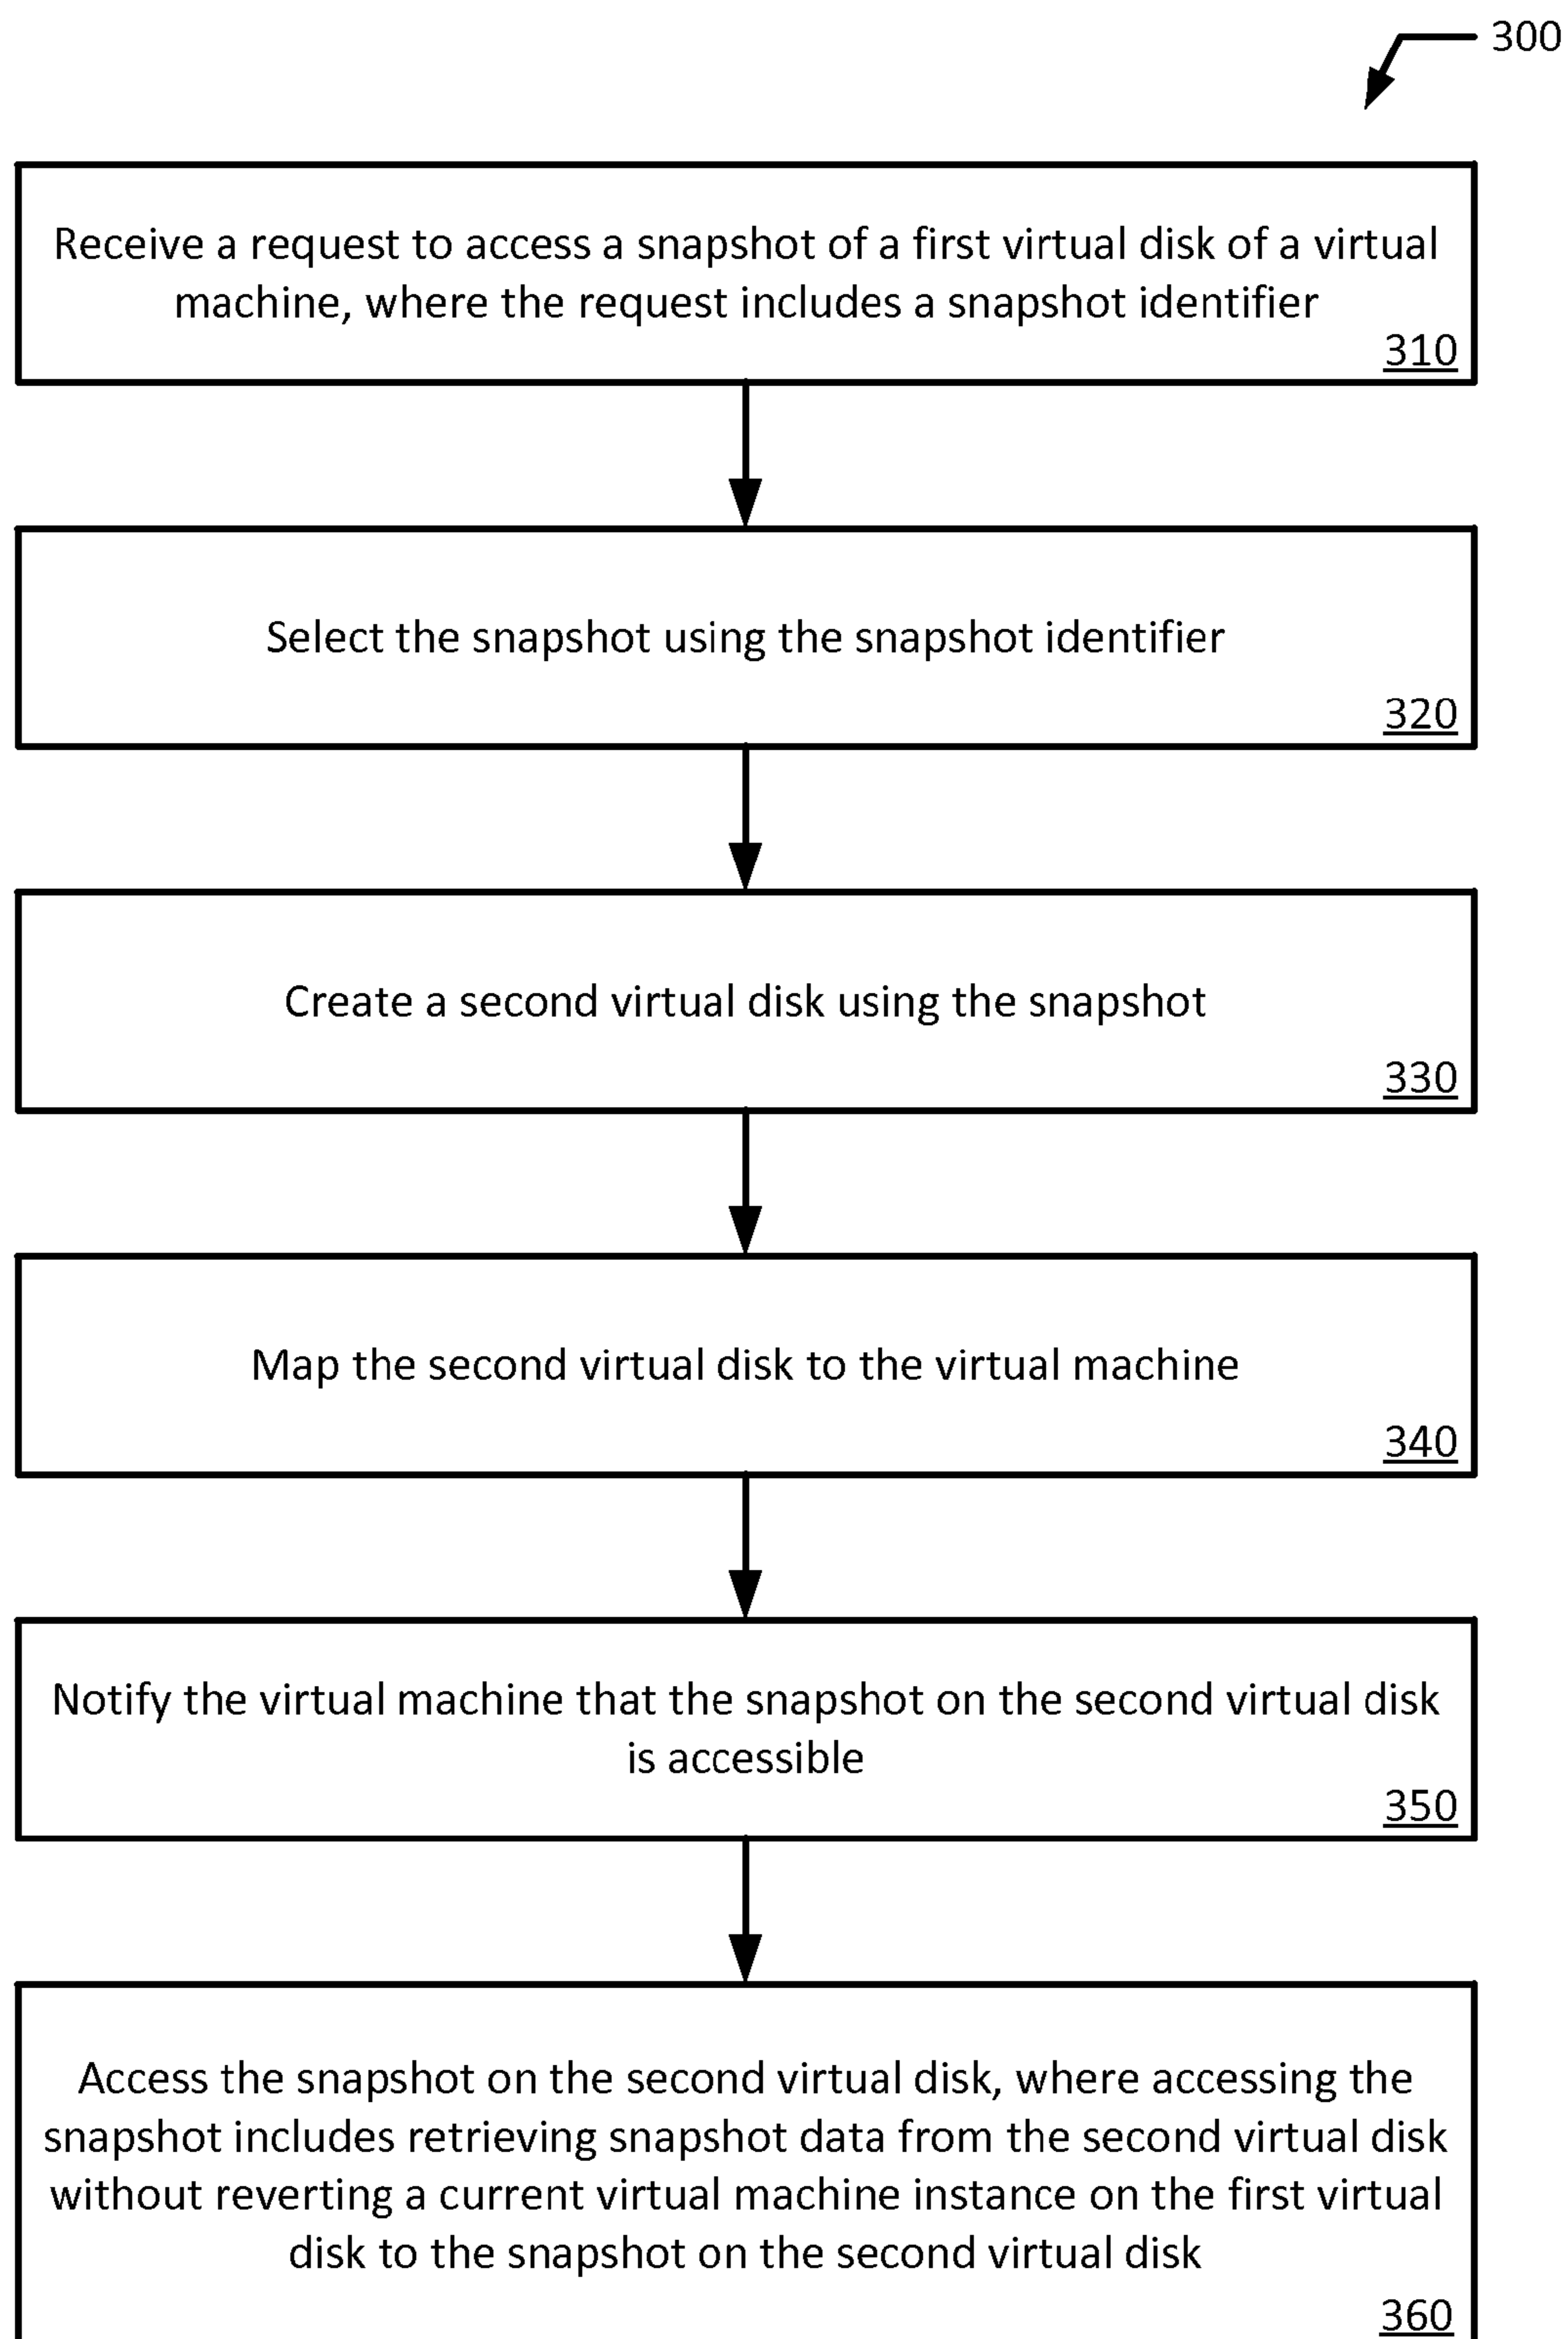 300
Receive a request to access a snapshot of a first virtual disk of a virtual
machine, where the request includes a snapshot identifier
310
Select the snapshot using the snapshot identifier
320
Create a second virtual disk using the snapshot
330
Map the second virtual disk to the virtual machine
340
Notify the virtual machine that the snapshot on the second virtual disk
is accessible
350
Access the snapshot on the second virtual disk, where accessing the
snapshot includes retrieving snapshot data from the second virtual disk
without reverting a current virtual machine instance on the first virtual
disk to the snapshot on the second virtual disk
360